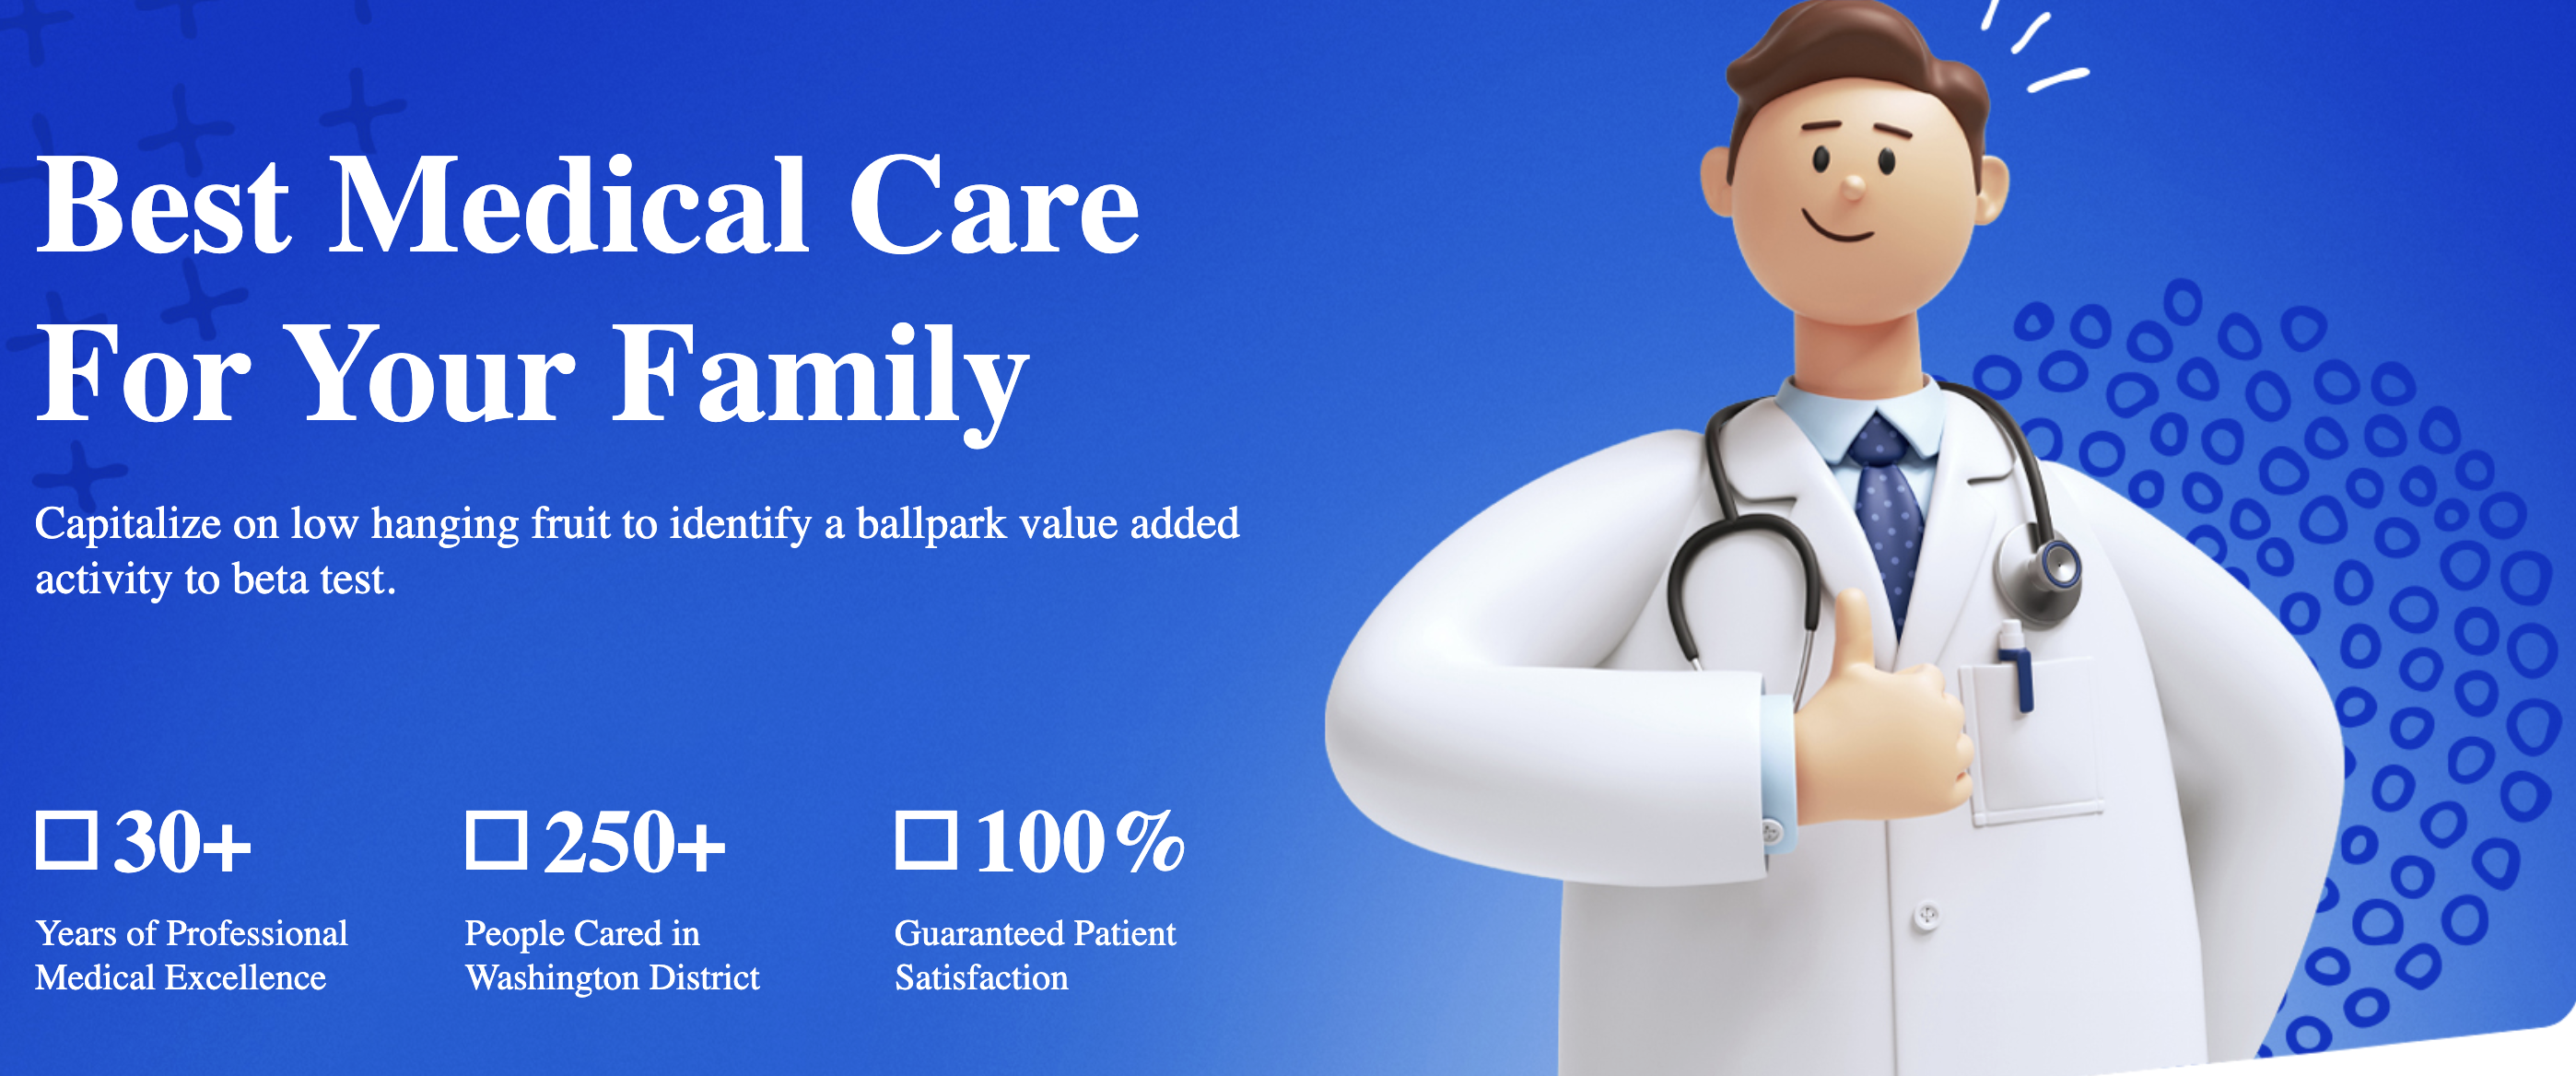 Best Medical Care
For Your Family
Capitalize on low hanging fruit to identify a ballpark value added
activity to beta test.
30+
250+
100%
Years of Professional
Medical Excellence
People Cared in
Washington District
Guaranteed Patient
Satisfaction